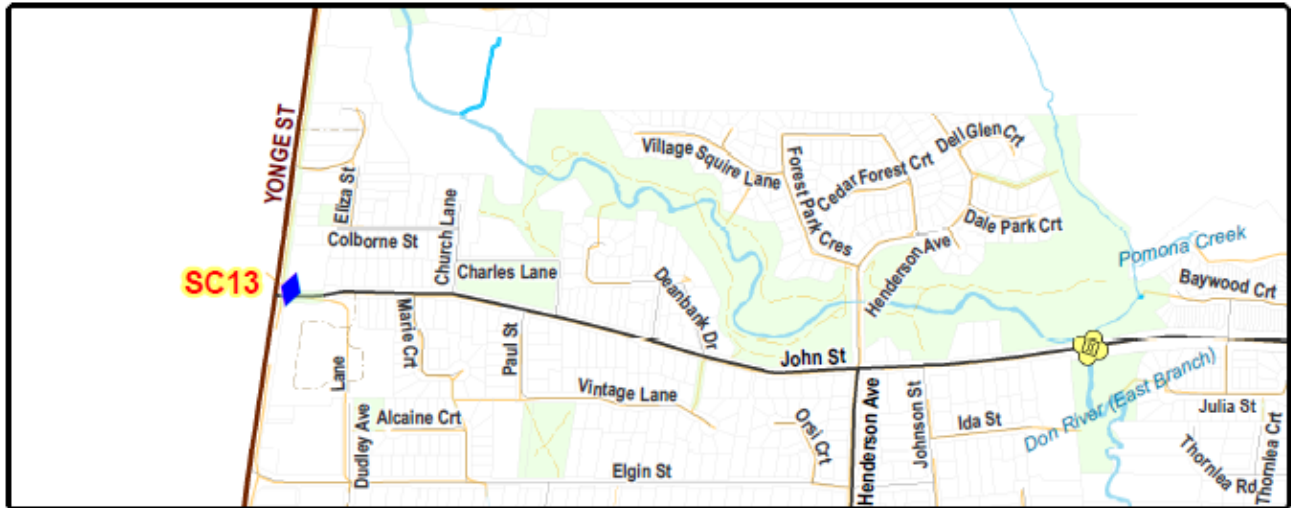 YONGE ST
Village Squire Lane
Forest Park Cres
Cedar Forest Crt
Dell Glen Crt
Eliza St
Church Lane
Colborne St
Dale Park Crt
Henderson Ave
Pomona Creek
SC13
Charles Lane
Deanbank Dr
Baywood Crt
Marie Crt
Paul St
John St
Lane
Vintage Lane
Don River (East Branch)
Julia St
Dudley Ave
Alcaine Crt
Orsi Crt
Henderson Ave
Johnson St
Ida St
Thornlea Rd
Thornlea Crt
Elgin St